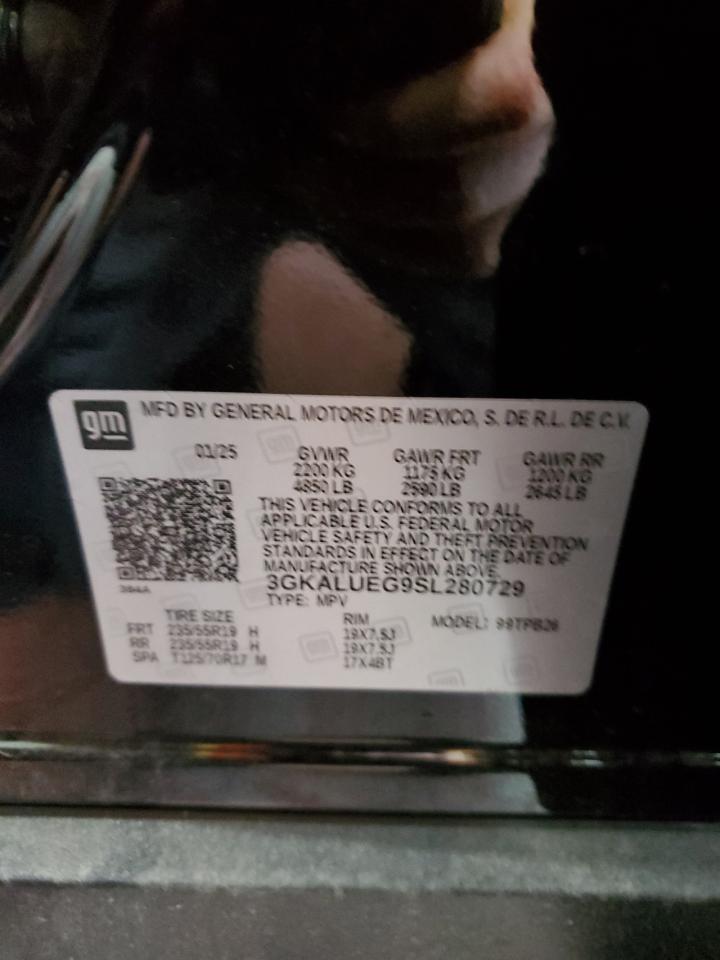 gm MFD BY GENERAL MOTORS DE MEXICO, S. DE R.L. DE C.V.
01/25 GVWR GAWR FRT GAWR RR
2200 KG 1175 KG 1200 KG
4850 LB 2590 LB 2645 LB
THIS VEHICLE CONFORMS TO ALL
APPLICABLE U.S. FEDERAL MOTOR
VEHICLE SAFETY AND THEFT PREVENTION
STANDARDS IN EFFECT ON THE DATE OF
MANUFACTURE SHOWN ABOVE.
3GKALUEG9SL280729
TYPE: MPV
TIRE SIZE RIM MODEL:
FRT 235/55R19 H 19X7.5J
RR 235/55R19 H 19X7.5J
SPA T125/70R17 M 17X4BT